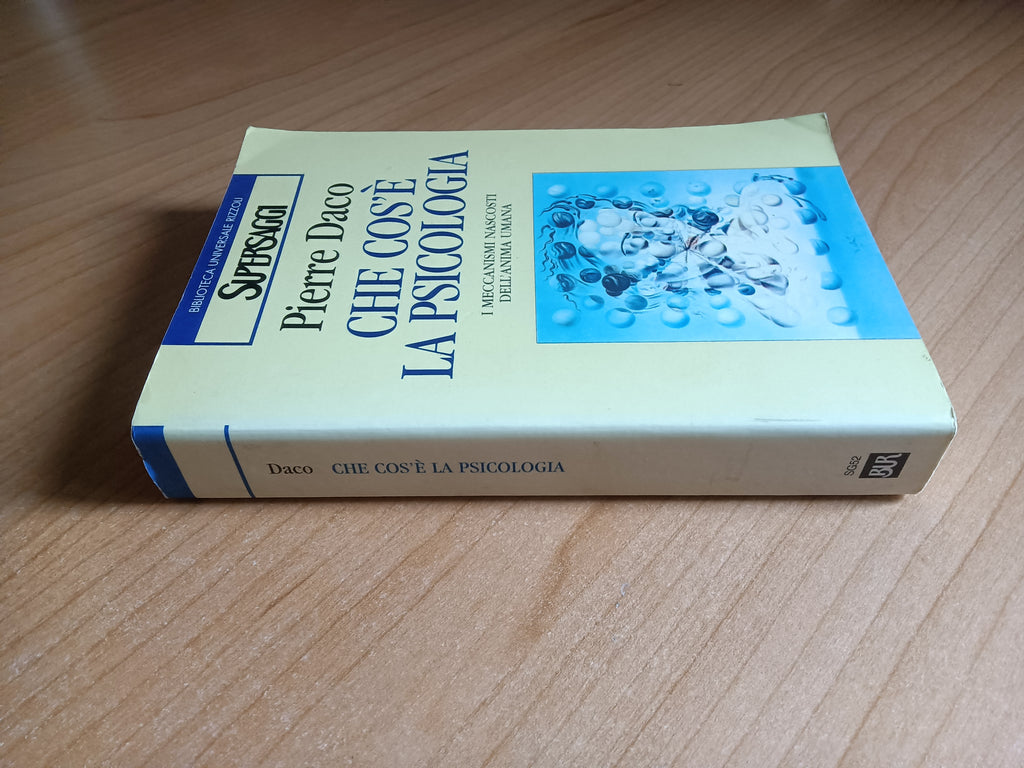 BIBLIOTECA UNIVERSALE RIZZOLI
SUPERSAGGI
Pierre Daco
CHE COS'È
LA PSICOLOGIA
I MECCANISMI NASCOSTI
DELL'ANIMA UMANA
Daco CHE COS'È LA PSICOLOGIA
SG62
BUR